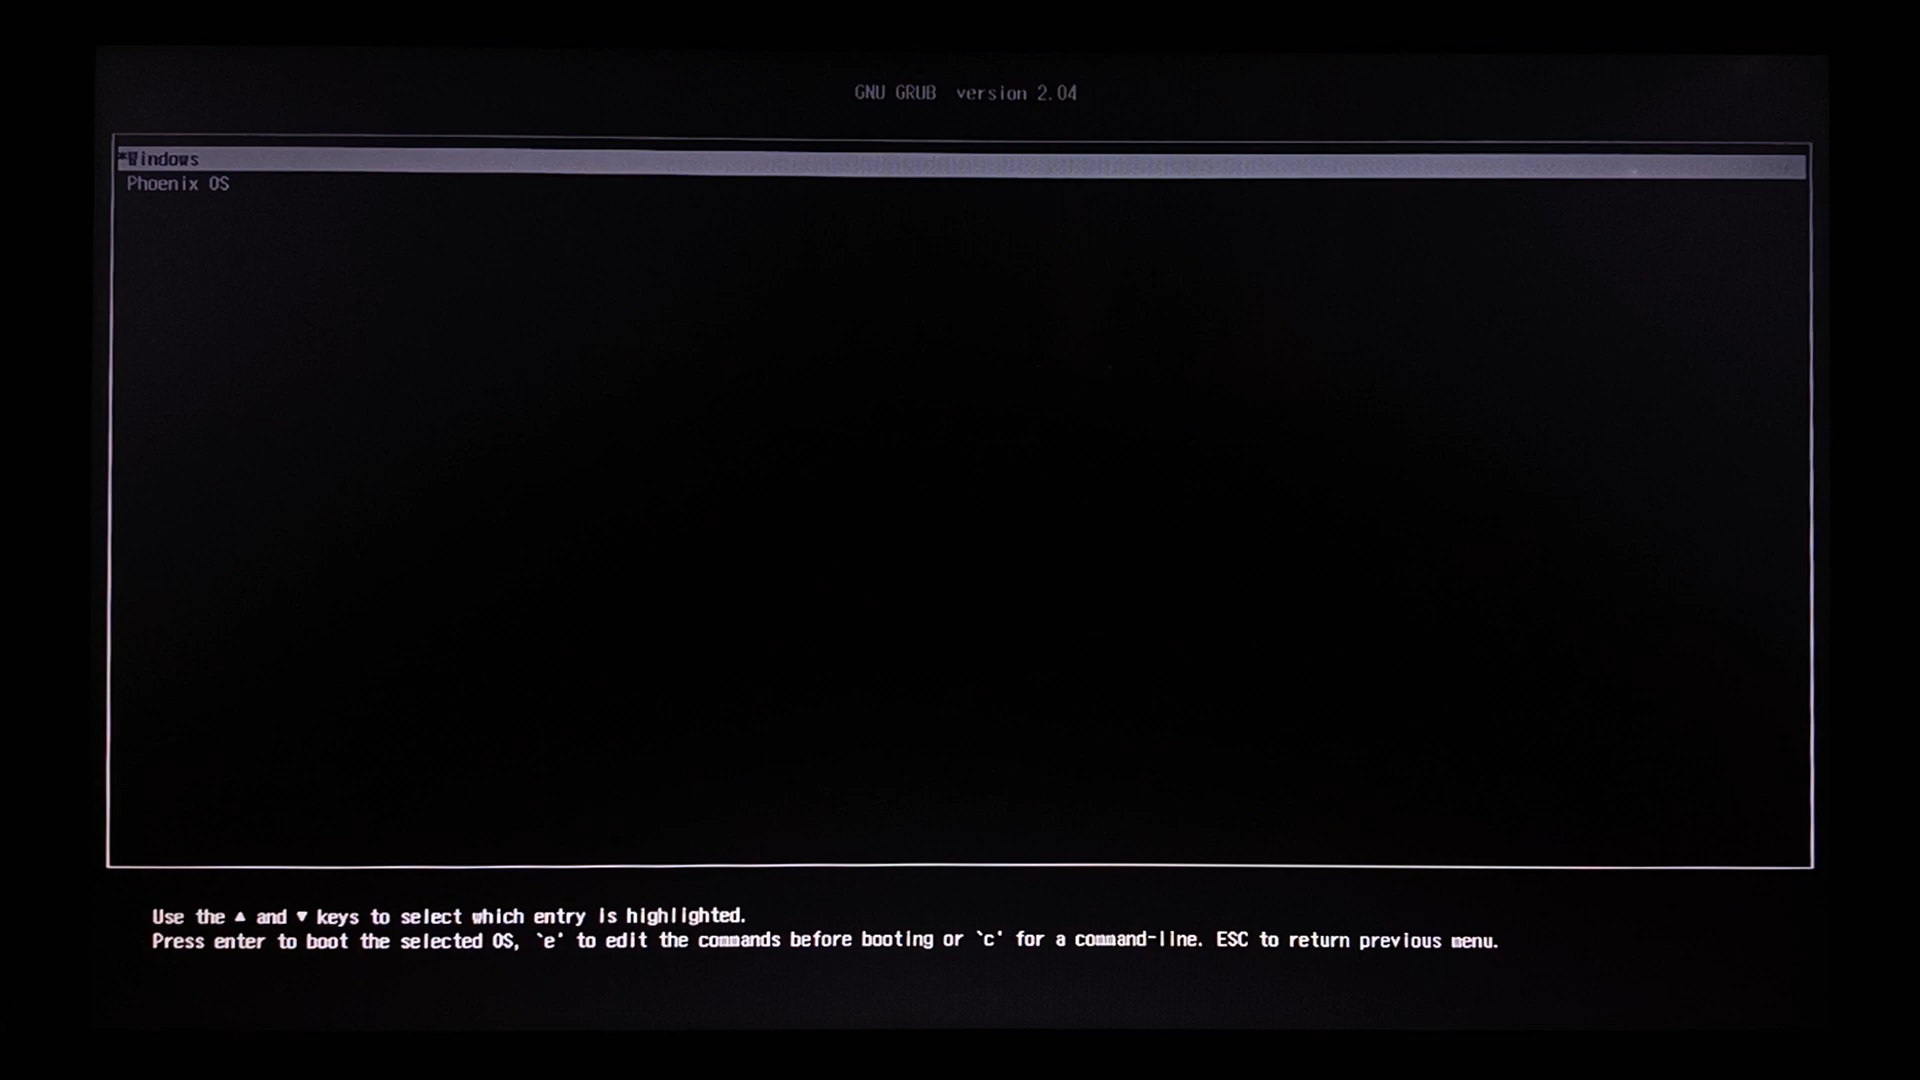 GNU GRUB version 2.04
*Windows
Phoenix OS
Use the ▲ and ▼ keys to select which entry is highlighted.
Press enter to boot the selected OS, `e' to edit the commands before booting or `c' for a command-line. ESC to return previous menu.